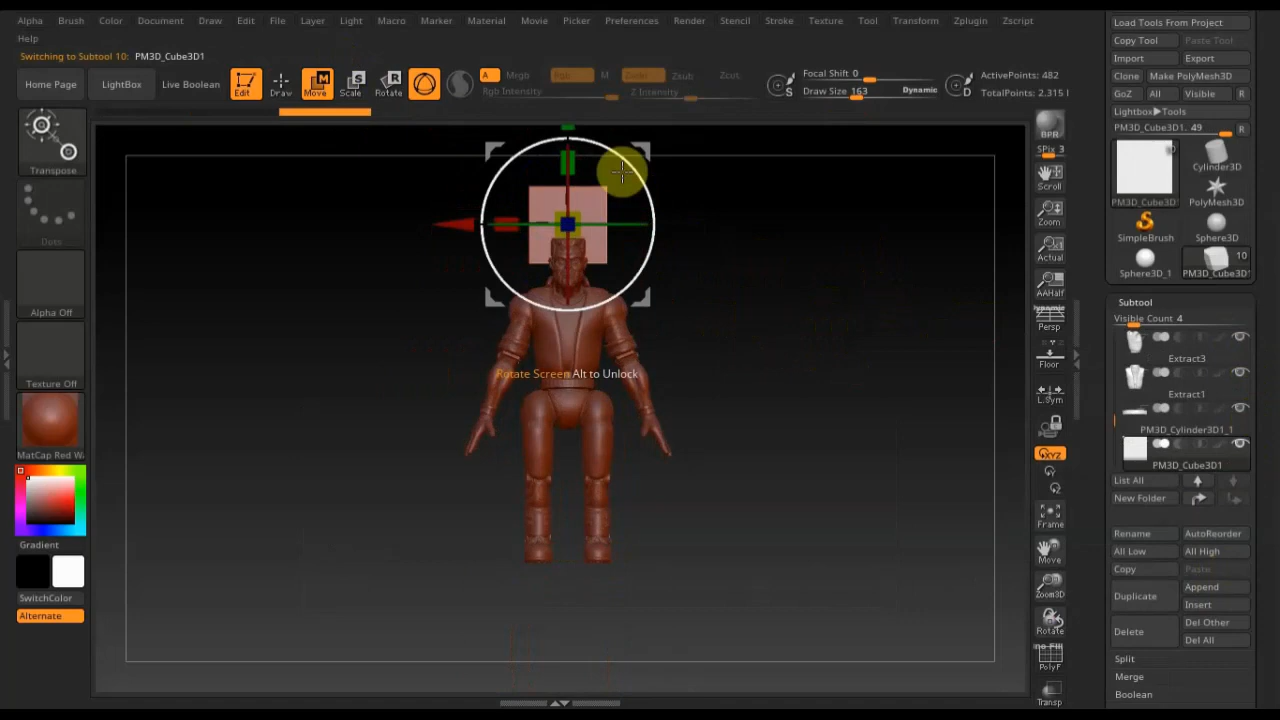 Alpha Brush Color Document Draw Edit File Layer Light Macro Marker Material Movie Picker Preferences Render Stencil Stroke Texture Tool Transform Zplugin Zscript
Help
Switching to Subtool 10: PM3D_Cube3D1
Home Page
LightBox
Live Boolean
Edit
Draw
Move
Scale
Rotate
A
Mrgb
Rgb
M
Zadd
Zsub
Zcut
Rgb Intensity
Z Intensity
Focal Shift 0
Draw Size 163
Dynamic
ActivePoints: 482
TotalPoints: 2,315
Transpose
Dots
Alpha Off
Texture Off
MatCap Red W
Gradient
SwitchColor
Alternate
Rotate Screen Alt to Unlock
BPR
SPix 3
Scroll
Zoom
Actual
AAHalf
Dynamic
Persp
Floor
L.Sym
XYZ
Frame
Move
Zoom3D
Rotate
PolyF
Transp
Load Tools From Project
Copy Tool
Paste Tool
Import
Export
Clone
Make PolyMesh3D
GoZ
All
Visible
R
Lightbox▶Tools
PM3D_Cube3D1. 49
R
PM3D_Cube3D
Cylinder3D
PolyMesh3D
SimpleBrush
Sphere3D
Sphere3D_1
10
PM3D_Cube3D
Subtool
Visible Count 4
Extract3
Extract1
PM3D_Cylinder3D1_1
PM3D_Cube3D1
List All
New Folder
Rename
AutoReorder
All Low
All High
Copy
Paste
Duplicate
Append
Insert
Delete
Del Other
Del All
Split
Merge
Boolean